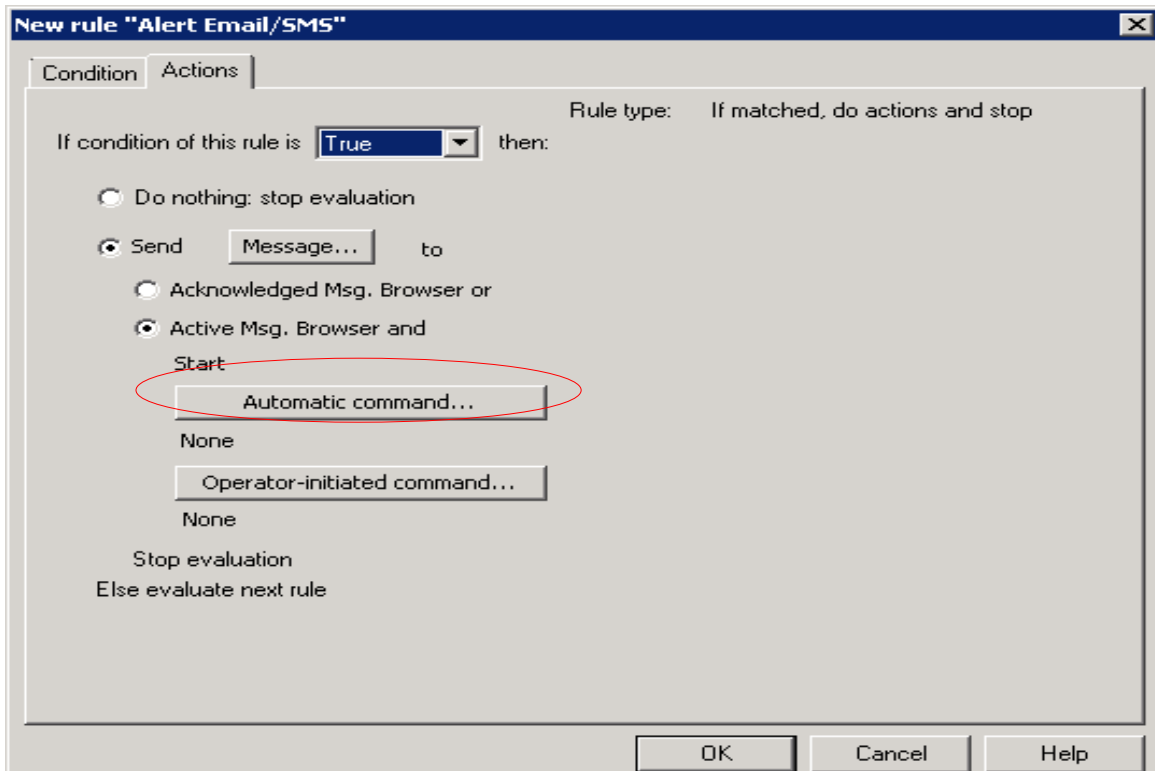 New rule "Alert Email/SMS"
Condition Actions
Rule type: If matched, do actions and stop
If condition of this rule is True then:
Do nothing: stop evaluation
Send Message... to
Acknowledged Msg. Browser or
Active Msg. Browser and
Start
Automatic command...
None
Operator-initiated command...
None
Stop evaluation
Else evaluate next rule
OK Cancel Help